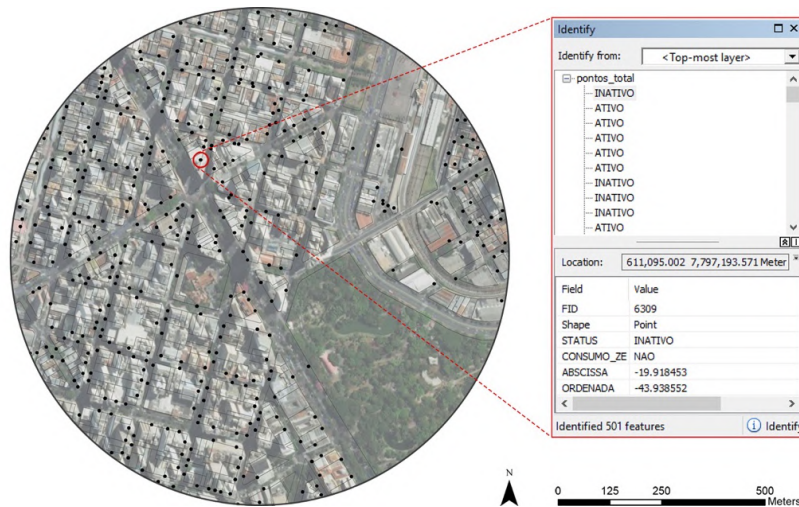 Identify
Identify from: <Top-most layer>
pontos_total
INATIVO
ATIVO
ATIVO
ATIVO
ATIVO
ATIVO
INATIVO
INATIVO
INATIVO
ATIVO
Location: 611,095.002 7,797,193.571 Meter
Field Value
FID 6309
Shape Point
STATUS INATIVO
CONSUMO_ZE NAO
ABSCISSA -19.918453
ORDENADA -43.938552
Identified 501 features
Identify
N
0 125 250 500
Meters